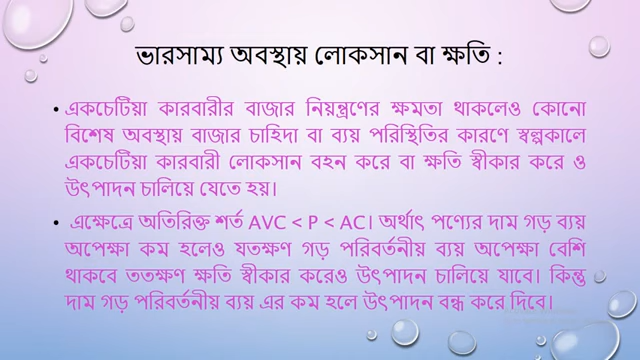 ভারসাম্য অবস্থায় লোকসান বা ক্ষতি :
• একচেটিয়া কারবারীর বাজার নিয়ন্ত্রণের ক্ষমতা থাকলেও কোনো
বিশেষ অবস্থায় বাজার চাহিদা বা ব্যয় পরিস্থিতির কারণে স্বল্পকালে
একচেটিয়া কারবারী লোকসান বহন করে বা ক্ষতি স্বীকার করে ও
উৎপাদন চালিয়ে যেতে হয়।
• এক্ষেত্রে অতিরিক্ত শর্ত AVC < P < AC। অর্থাৎ পণ্যের দাম গড় ব্যয়
অপেক্ষা কম হলেও যতক্ষণ গড় পরিবর্তনীয় ব্যয় অপেক্ষা বেশি
থাকবে ততক্ষণ ক্ষতি স্বীকার করেও উৎপাদন চালিয়ে যাবে। কিন্তু
দাম গড় পরিবর্তনীয় ব্যয় এর কম হলে উৎপাদন বন্ধ করে দিবে।